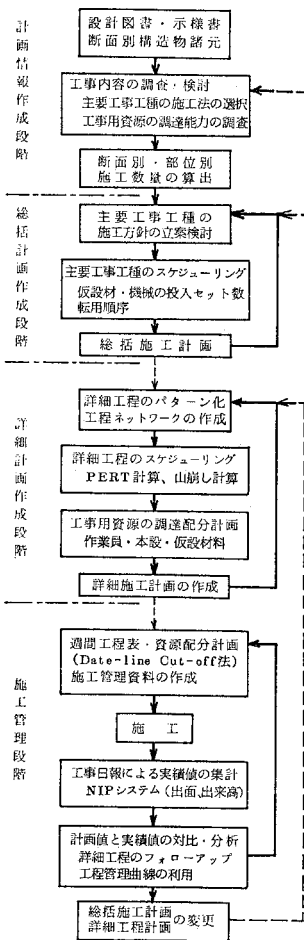 計画情報作成段階
設計図書・示様書
断面別構造物諸元
工事内容の調査・検討
主要工事工種の施工法の選択
工事用資源の調達能力の調査
断面別・部位別
施工数量の算出
総括計画作成段階
主要工事工種の
施工方針の立案検討
主要工事工種のスケジューリング
仮設材・機械の投入セット数
転用順序
総括施工計画
詳細計画作成段階
詳細工程のパターン化
工程ネットワークの作成
詳細工程のスケジューリング
PERT計算、山崩し計算
工事用資源の調達配分計画
作業員・本設・仮設材料
詳細施工計画の作成
施工管理段階
週間工程表・資源配分計画
(Date-line Cut-off法)
施工管理資料の作成
施工
工事日報による実績値の集計
NIPシステム(出面、出来高)
計画値と実績値の対比・分析
詳細工程のフォローアップ
工程管理曲線の利用
総括施工計画
詳細工程計画
の変更